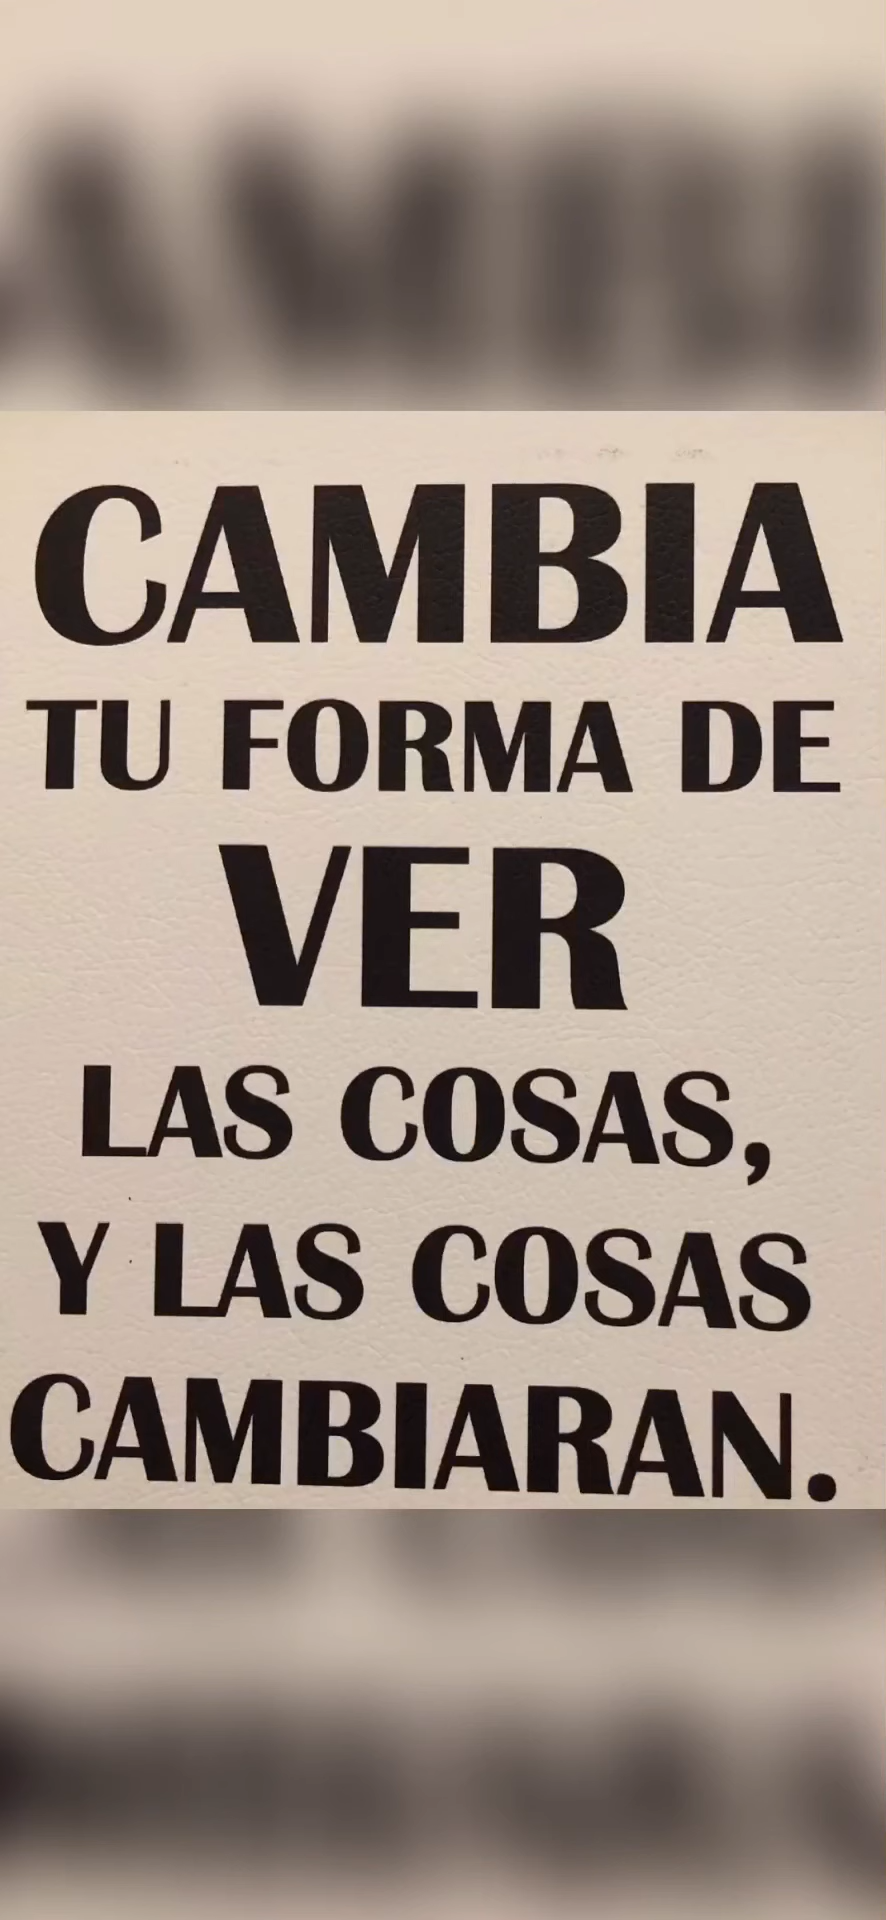 CAMBIA
TU FORMA DE
VER
LAS COSAS,
Y LAS COSAS
CAMBIARAN.